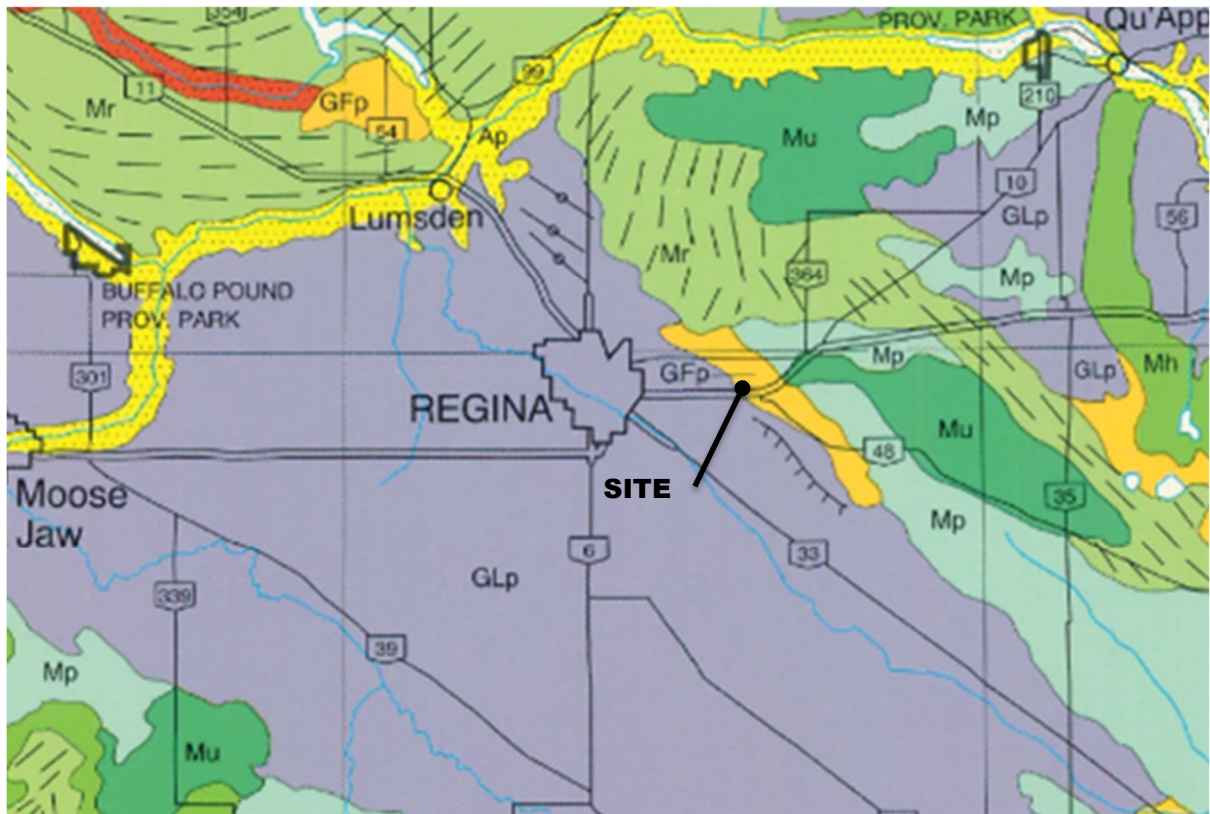 354
PROV. PARK
Qu'App
99
11
Mr
GFp
54
210
Ap
Mu
Mp
10
GLp
56
Lumsden
Mr
364
Mp
BUFFALO POUND
PROV. PARK
301
GFp
Mp
GLp
Mh
REGINA
Mu
48
SITE
35
Moose
Jaw
Mp
6
33
GLp
339
39
Mp
Mu